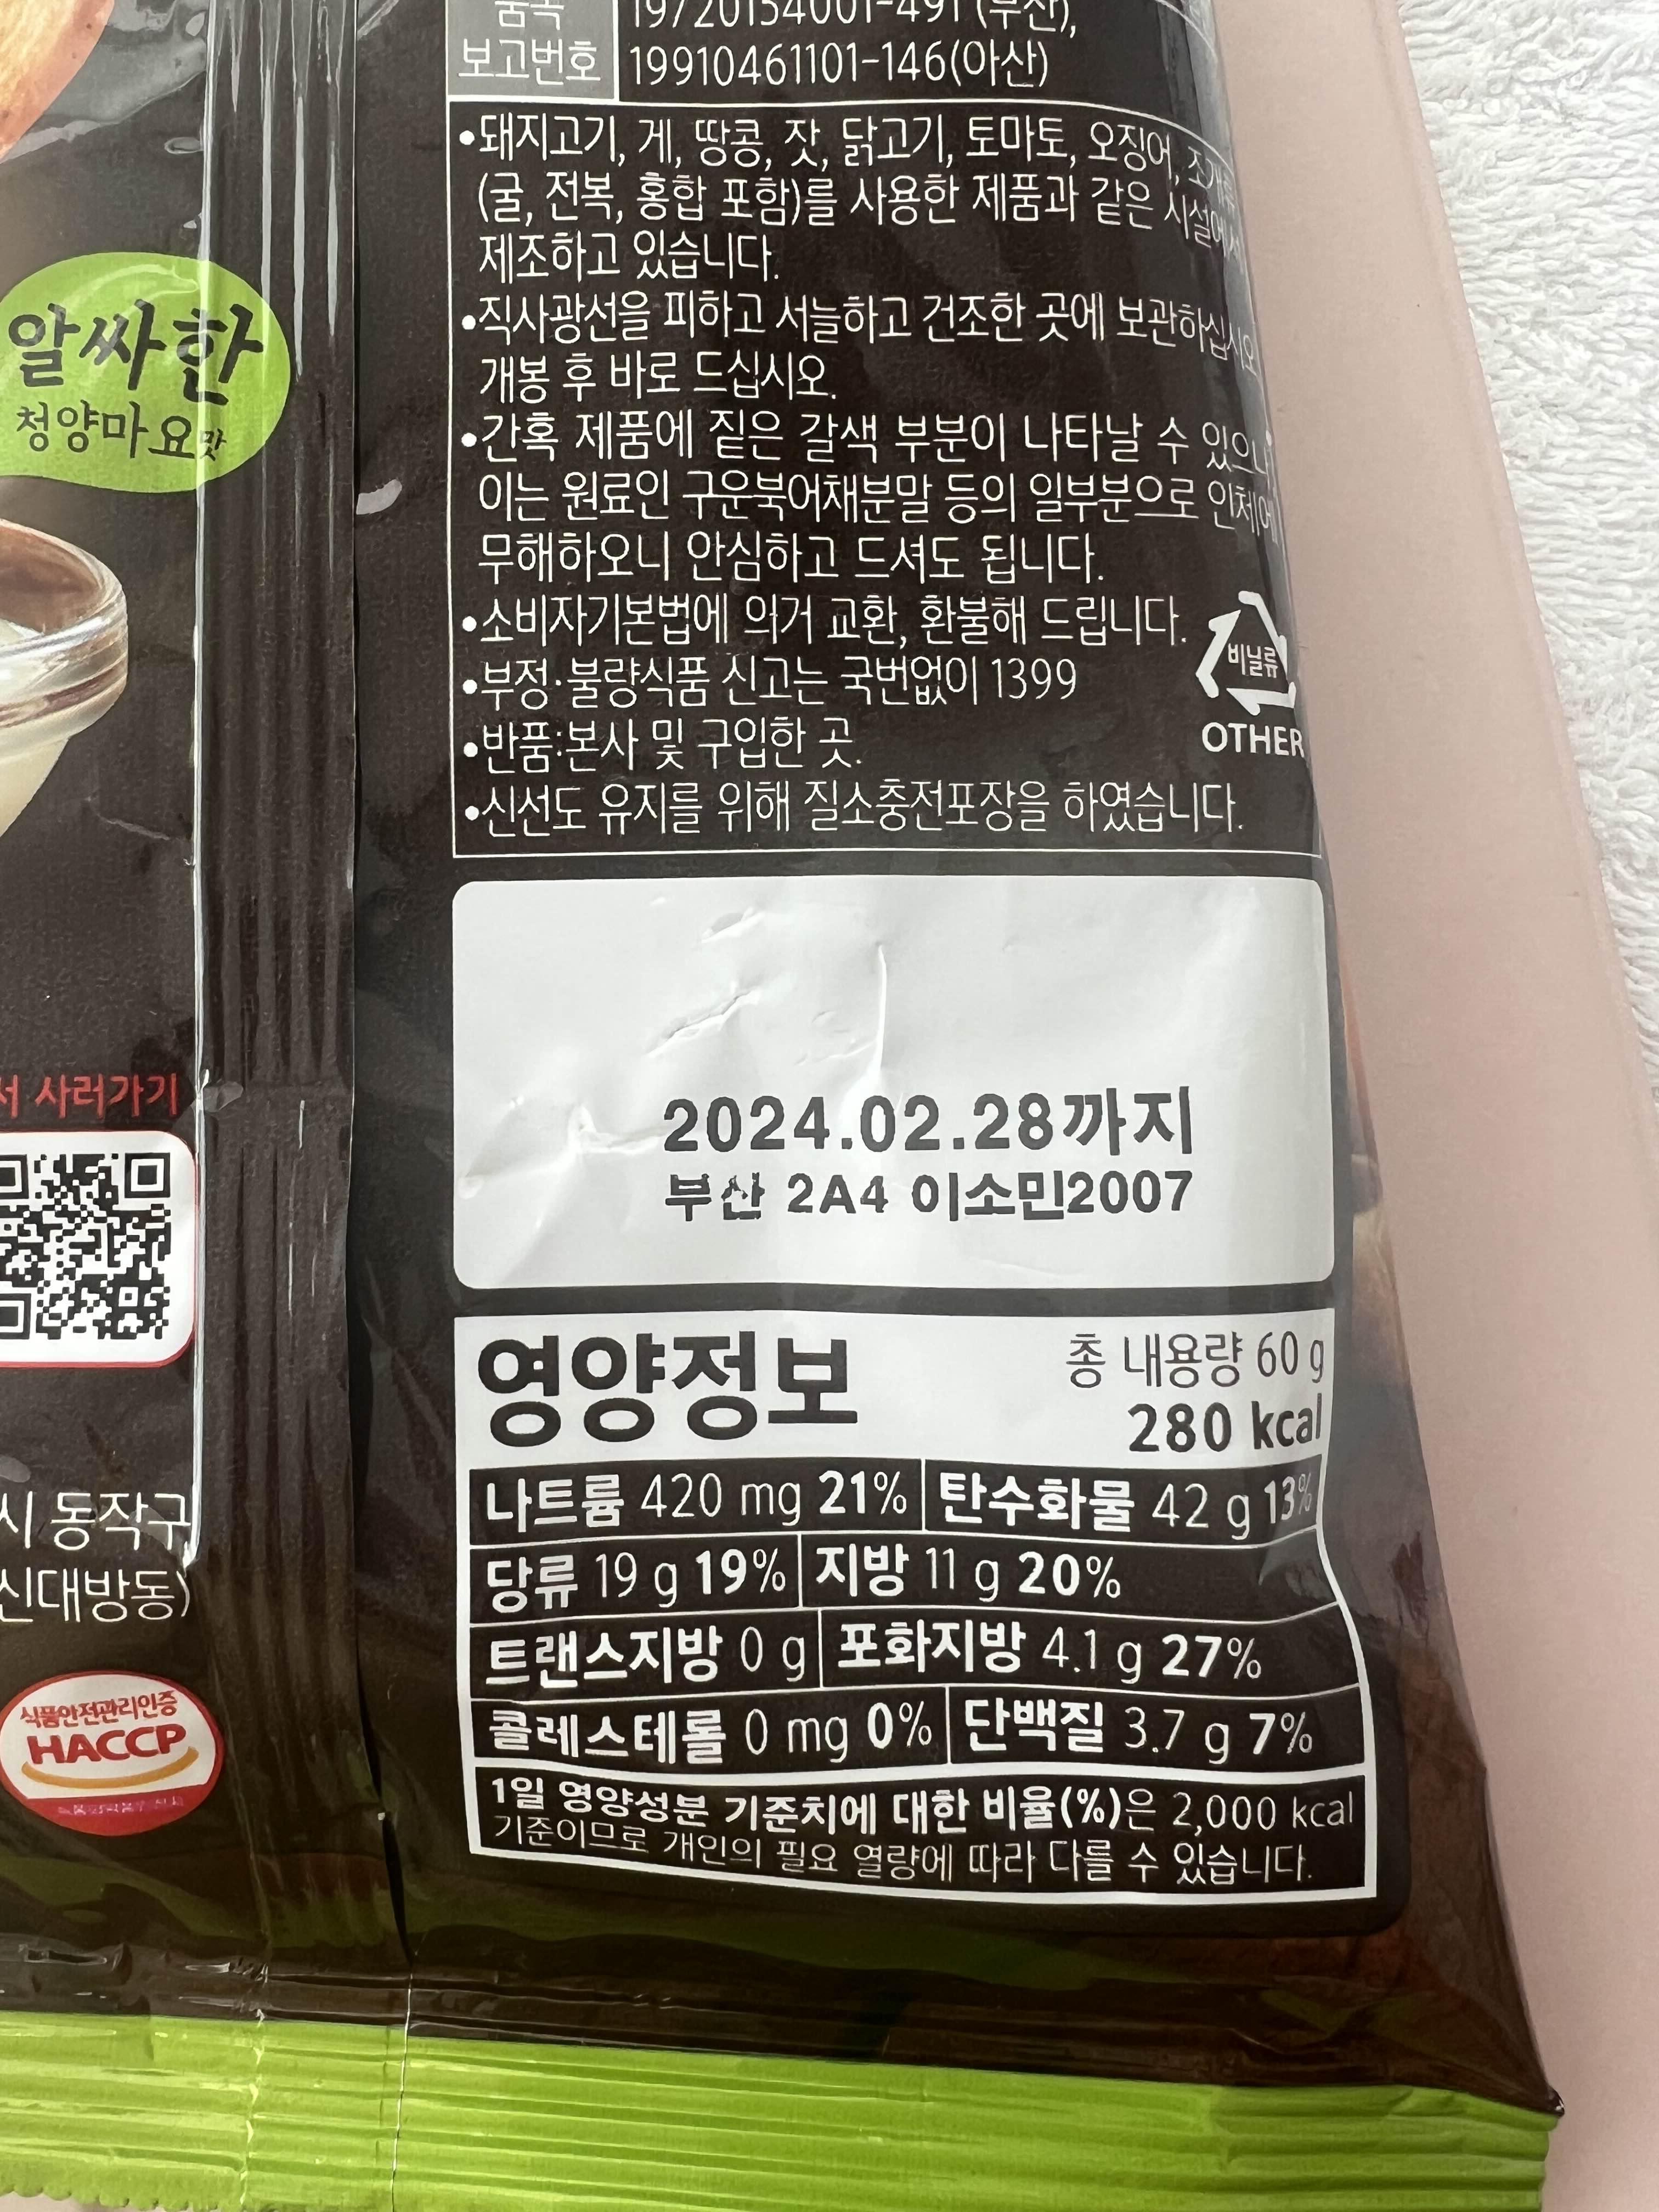 알싸한
청양마요맛
서 사러가기
시 동작구
신대방동)
식품안전관리인증
HACCP
품목
보고번호
19720154001-491(부산),
19910461101-146(아산)
•돼지고기, 게, 땅콩, 잣, 닭고기, 토마토, 오징어, 조개류
(굴, 전복, 홍합 포함)를 사용한 제품과 같은 시설에서
제조하고 있습니다.
•직사광선을 피하고 서늘하고 건조한 곳에 보관하십시오
개봉 후 바로 드십시오.
•간혹 제품에 짙은 갈색 부분이 나타날 수 있으나
이는 원료인 구운북어채분말 등의 일부분으로 인체에
무해하오니 안심하고 드셔도 됩니다.
•소비자기본법에 의거 교환, 환불해 드립니다.
•부정·불량식품 신고는 국번없이 1399
•반품:본사 및 구입한 곳.
•신선도 유지를 위해 질소충전포장을 하였습니다.
비닐류
OTHER
2024.02.28까지
부산 2A4 이소민2007
영양정보
총 내용량 60 g
280 kcal
나트륨 420 mg 21% 탄수화물 42 g 13%
당류 19 g 19% 지방 11 g 20%
트랜스지방 0 g 포화지방 4.1 g 27%
콜레스테롤 0 mg 0% 단백질 3.7 g 7%
1일 영양성분 기준치에 대한 비율(%)은 2,000 kcal
기준이므로 개인의 필요 열량에 따라 다를 수 있습니다.